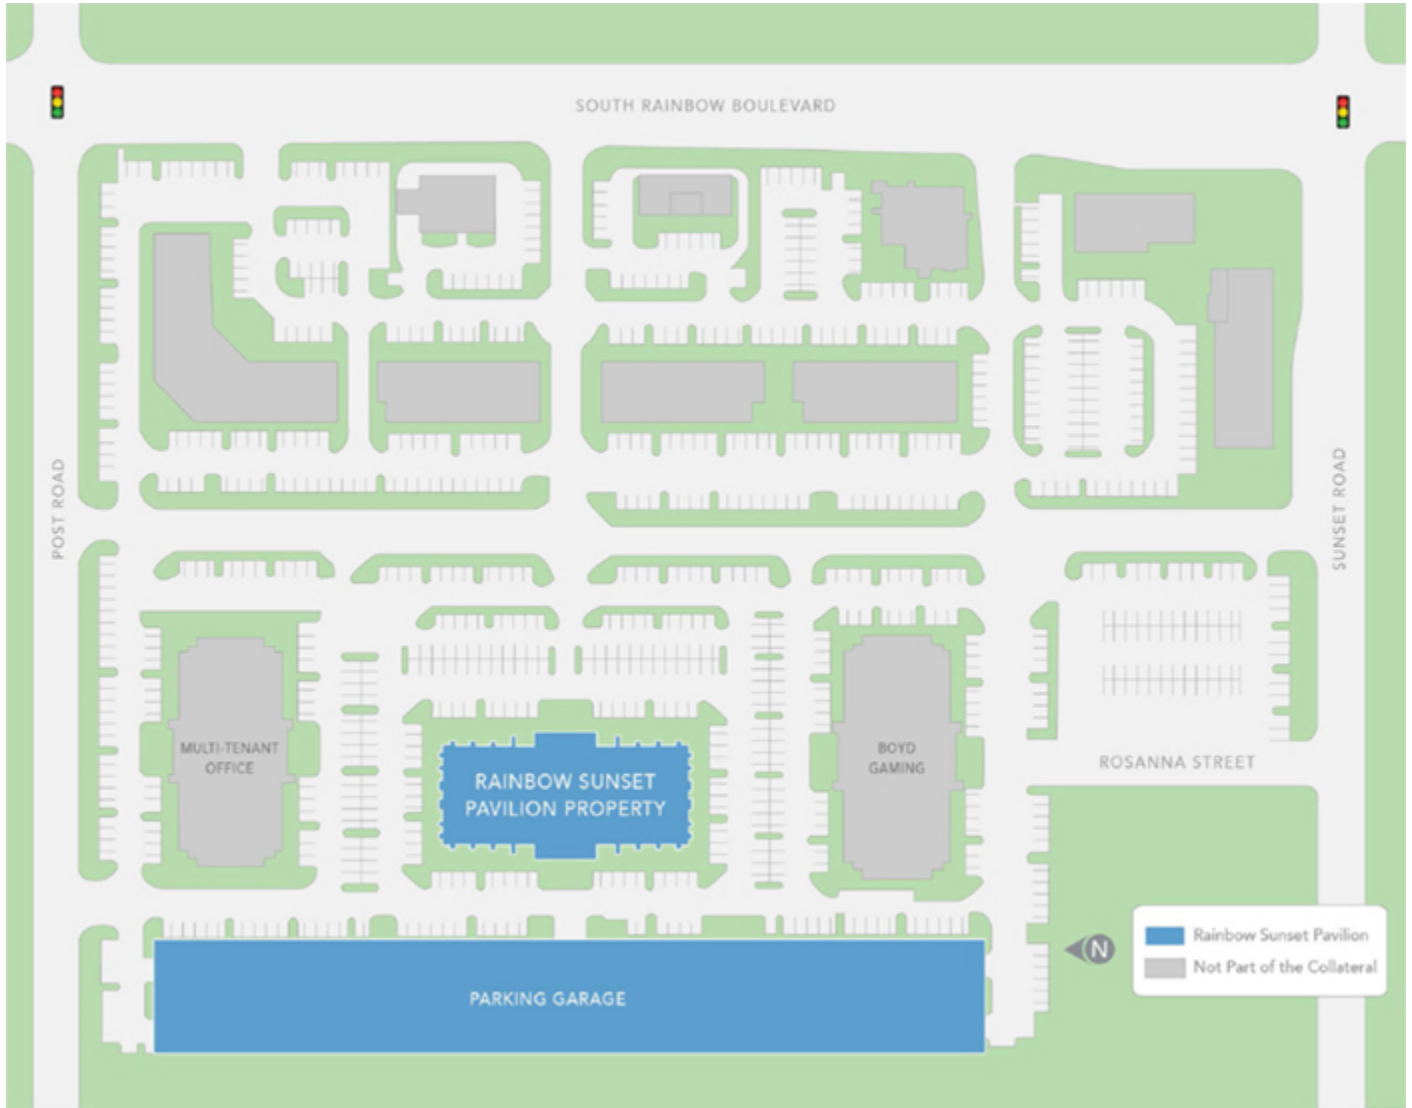 SOUTH RAINBOW BOULEVARD
POST ROAD
SUNSET ROAD
MULTI-TENANT
OFFICE
RAINBOW SUNSET
PAVILION PROPERTY
BOYD
GAMING
ROSANNA STREET
N
Rainbow Sunset Pavilion
Not Part of the Collateral
PARKING GARAGE